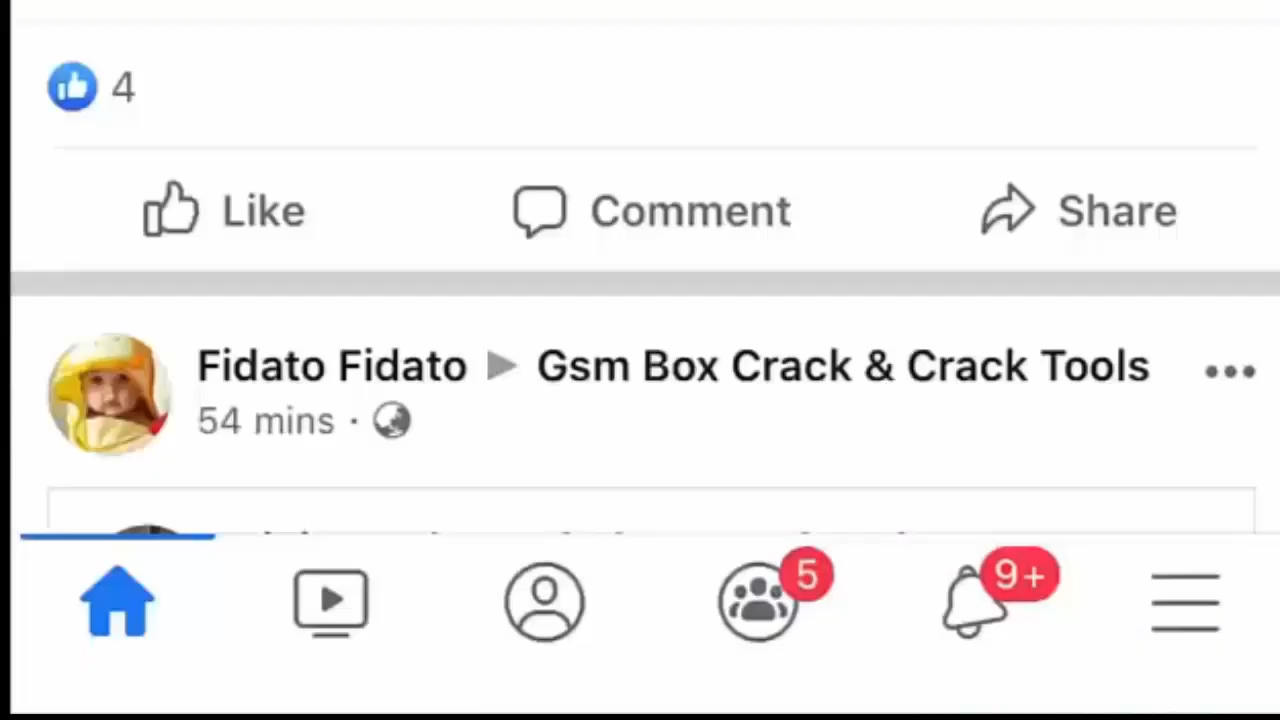 4
Like Comment Share
Fidato Fidato ▶ Gsm Box Crack & Crack Tools
54 mins ·
5 9+